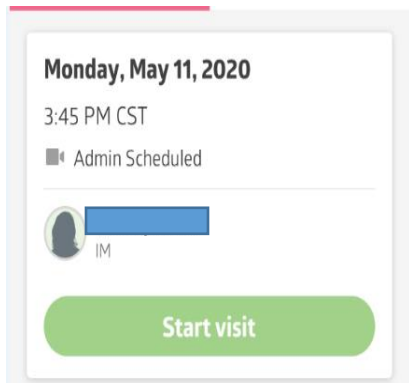 Monday, May 11, 2020
3:45 PM CST
Admin Scheduled
IM
Start visit